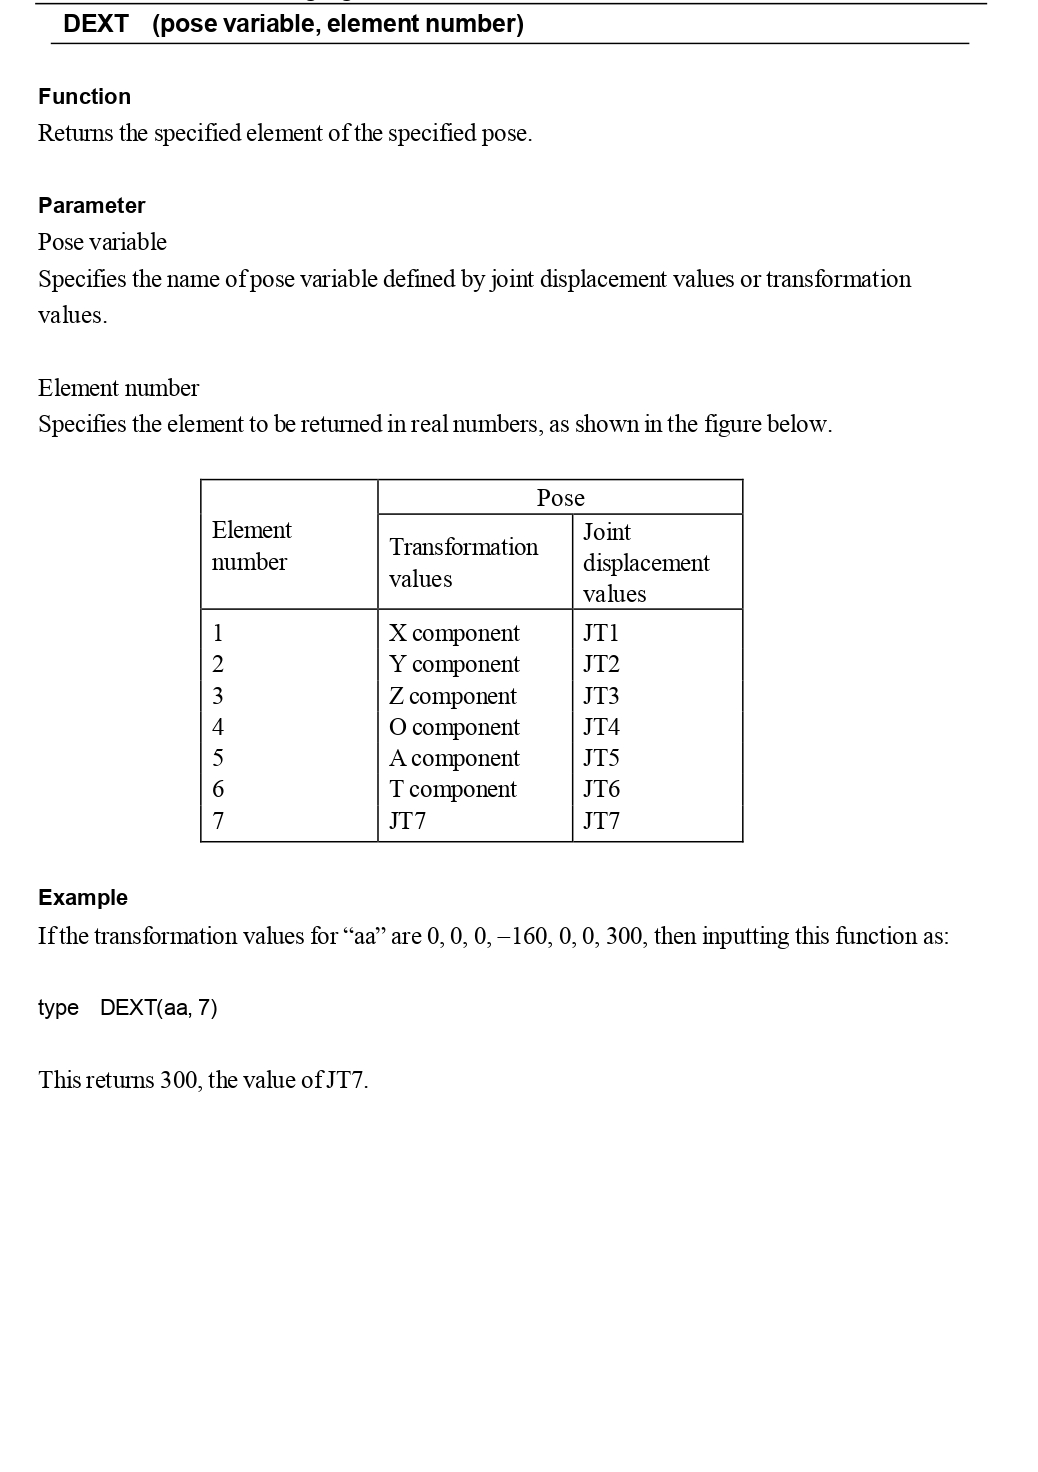 DEXT (pose variable, element number)
Function
Returns the specified element of the specified pose.
Parameter
Pose variable
Specifies the name of pose variable defined by joint displacement values or transformation
values.
Element number
Specifies the element to be returned in real numbers, as shown in the figure below.
Pose
Element
number
Transformation
values
Joint
displacement
values
1 X component JT1
2 Y component JT2
3 Z component JT3
4 O component JT4
5 A component JT5
6 T component JT6
7 JT7 JT7
Example
If the transformation values for “aa” are 0, 0, 0, –160, 0, 0, 300, then inputting this function as:
type DEXT(aa, 7)
This returns 300, the value of JT7.